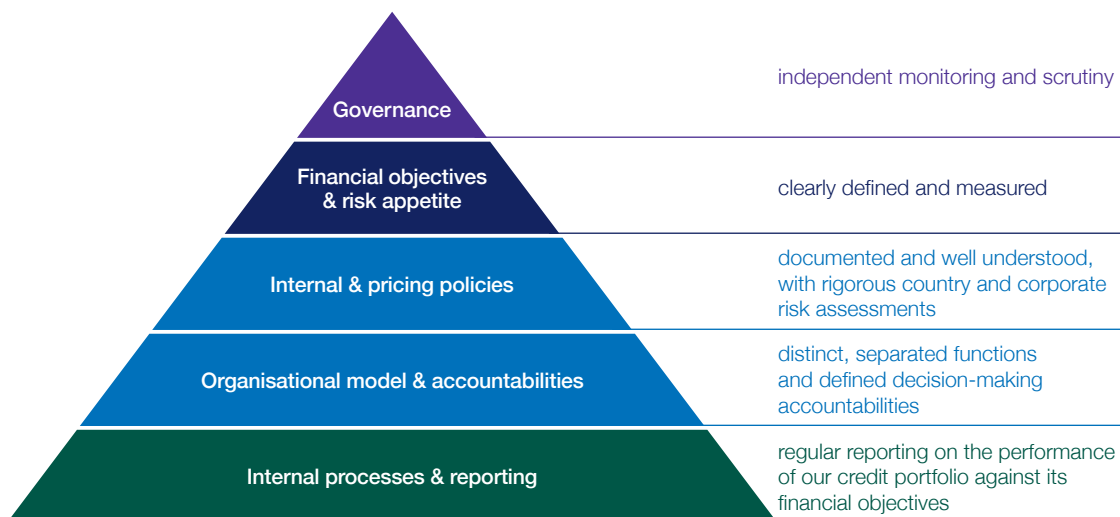 Governance
independent monitoring and scrutiny
Financial objectives
& risk appetite
clearly defined and measured
Internal & pricing policies
documented and well understood,
with rigorous country and corporate
risk assessments
Organisational model & accountabilities
distinct, separated functions
and defined decision-making
accountabilities
Internal processes & reporting
regular reporting on the performance
of our credit portfolio against its
financial objectives